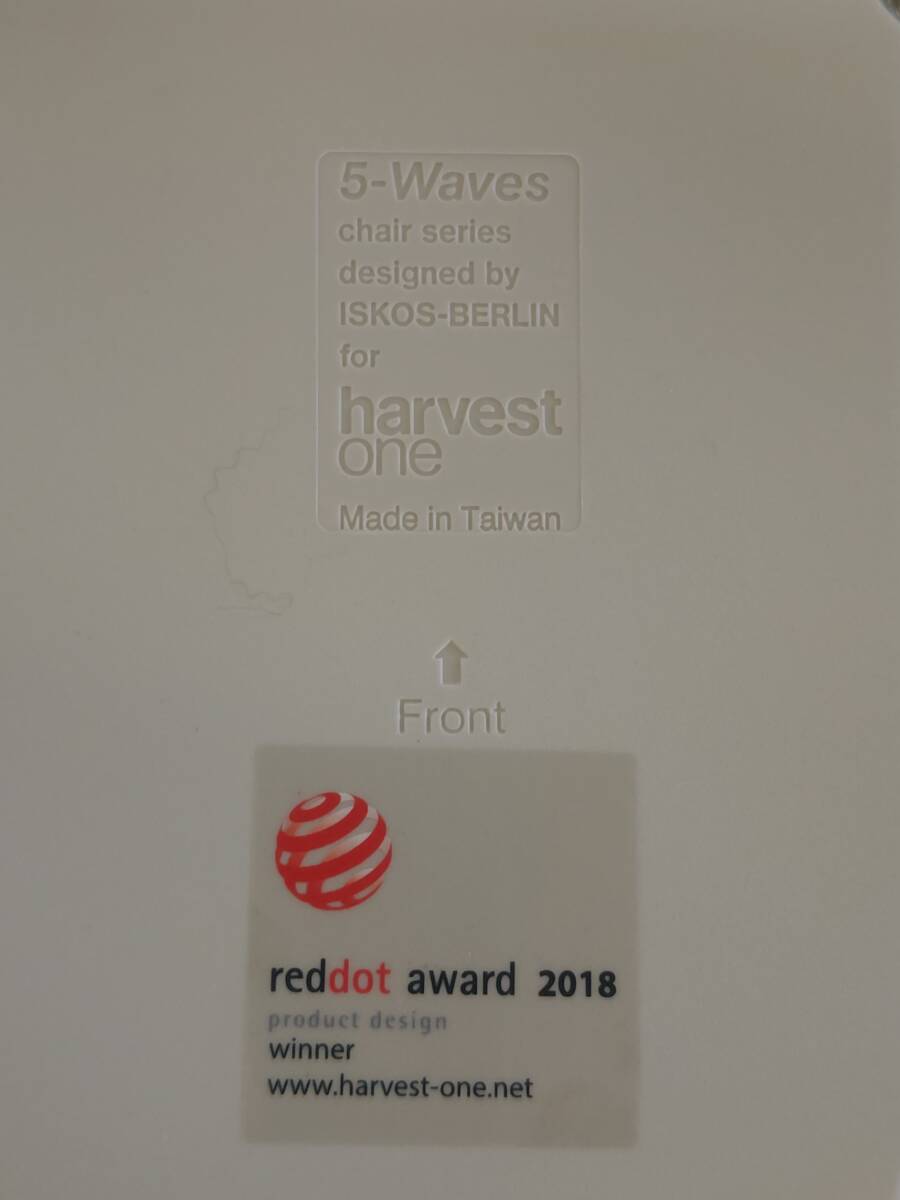 5-Waves
chair series
designed by
ISKOS-BERLIN
for
harvest
one
Made in Taiwan
Front
reddot award 2018
product design
winner
www.harvest-one.net